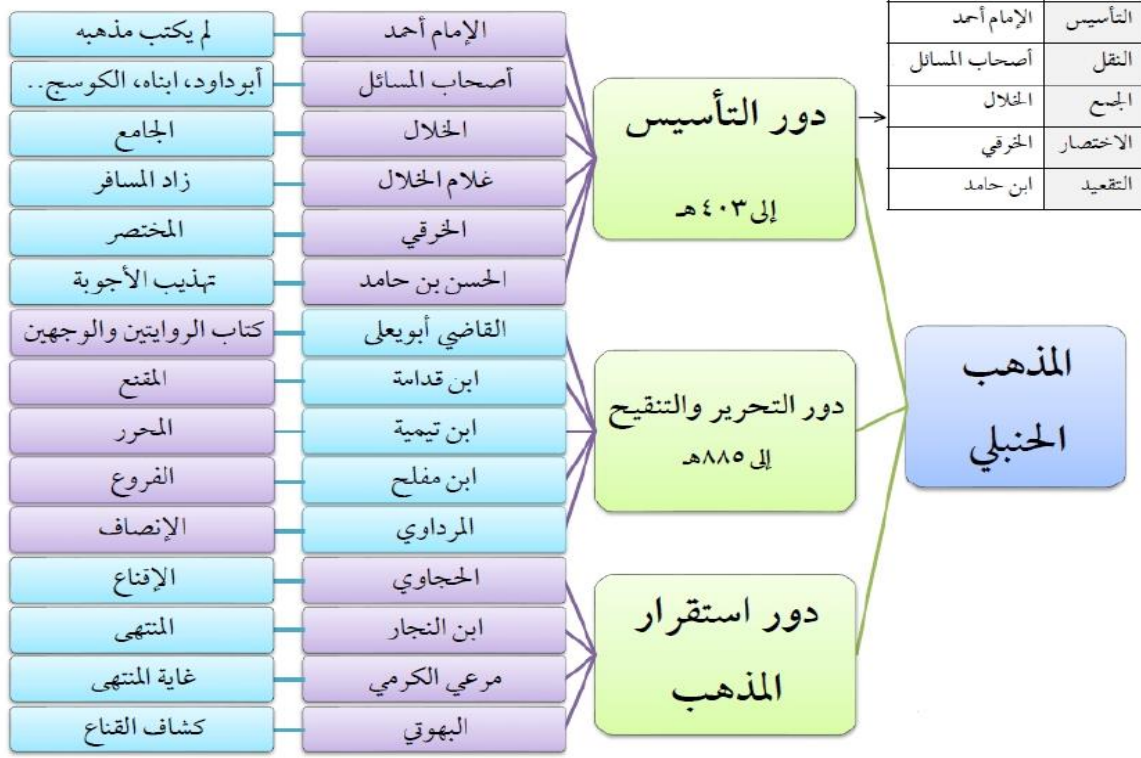 المذهب
الحنبلي
دور التأسيس
إلى ٤٠٣ هـ
التأسيس الإمام أحمد
النقل أصحاب المسائل
الجمع الخلال
الاختصار الخرقي
التقعيد ابن حامد
الإمام أحمد لم يكتب مذهبه
أصحاب المسائل أبوداود، ابناه، الكوسج..
الخلال الجامع
غلام الخلال زاد المسافر
الخرقي المختصر
الحسن بن حامد تهذيب الأجوبة
دور التحرير والتنقيح
إلى ٨٨٥هـ
القاضي أبويعلى كتاب الروايتين والوجهين
ابن قدامة المقنع
ابن تيمية المحرر
ابن مفلح الفروع
المرداوي الإنصاف
دور استقرار
المذهب
الحجاوي الإقناع
ابن النجار المنتهى
مرعي الكرمي غاية المنتهى
البهوتي كشاف القناع